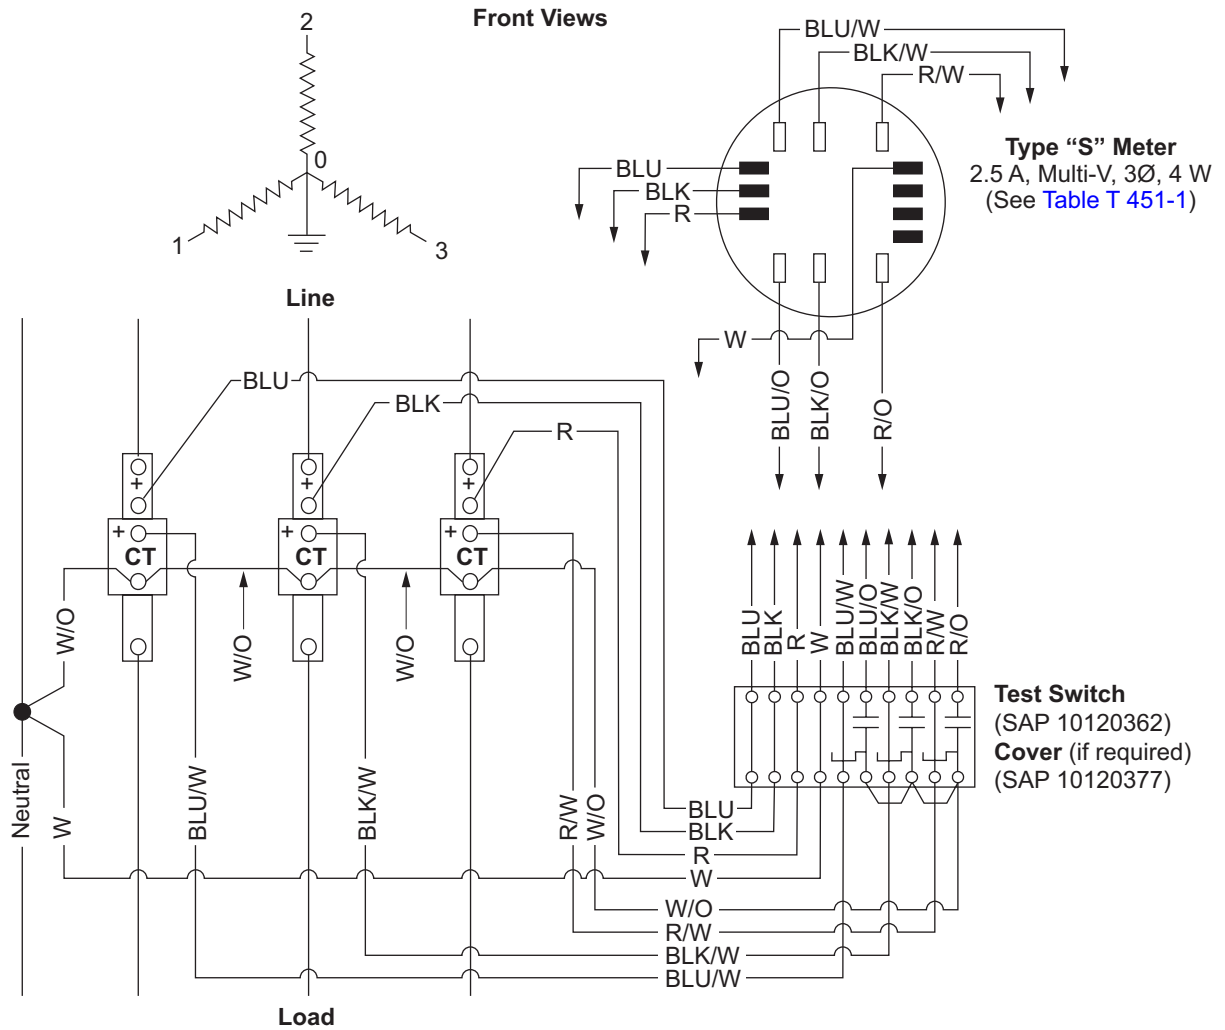 Front Views
2
0
1
3
BLU/W
BLK/W
R/W
Type “S” Meter
2.5 A, Multi-V, 3Ø, 4 W
(See Table T 451-1)
BLU
BLK
R
W
BLU/O
BLK/O
R/O
Line
BLU
BLK
R
+
+
+
+
+
+
CT
CT
CT
W/O
W/O
W/O
BLU
BLK
R
W
BLU/W
BLU/O
BLK/W
BLK/O
R/W
R/O
Test Switch
(SAP 10120362)
Cover (if required)
(SAP 10120377)
Neutral
W
BLU/W
BLK/W
R/W
W/O
BLU
BLK
R
W
W/O
R/W
BLK/W
BLU/W
Load